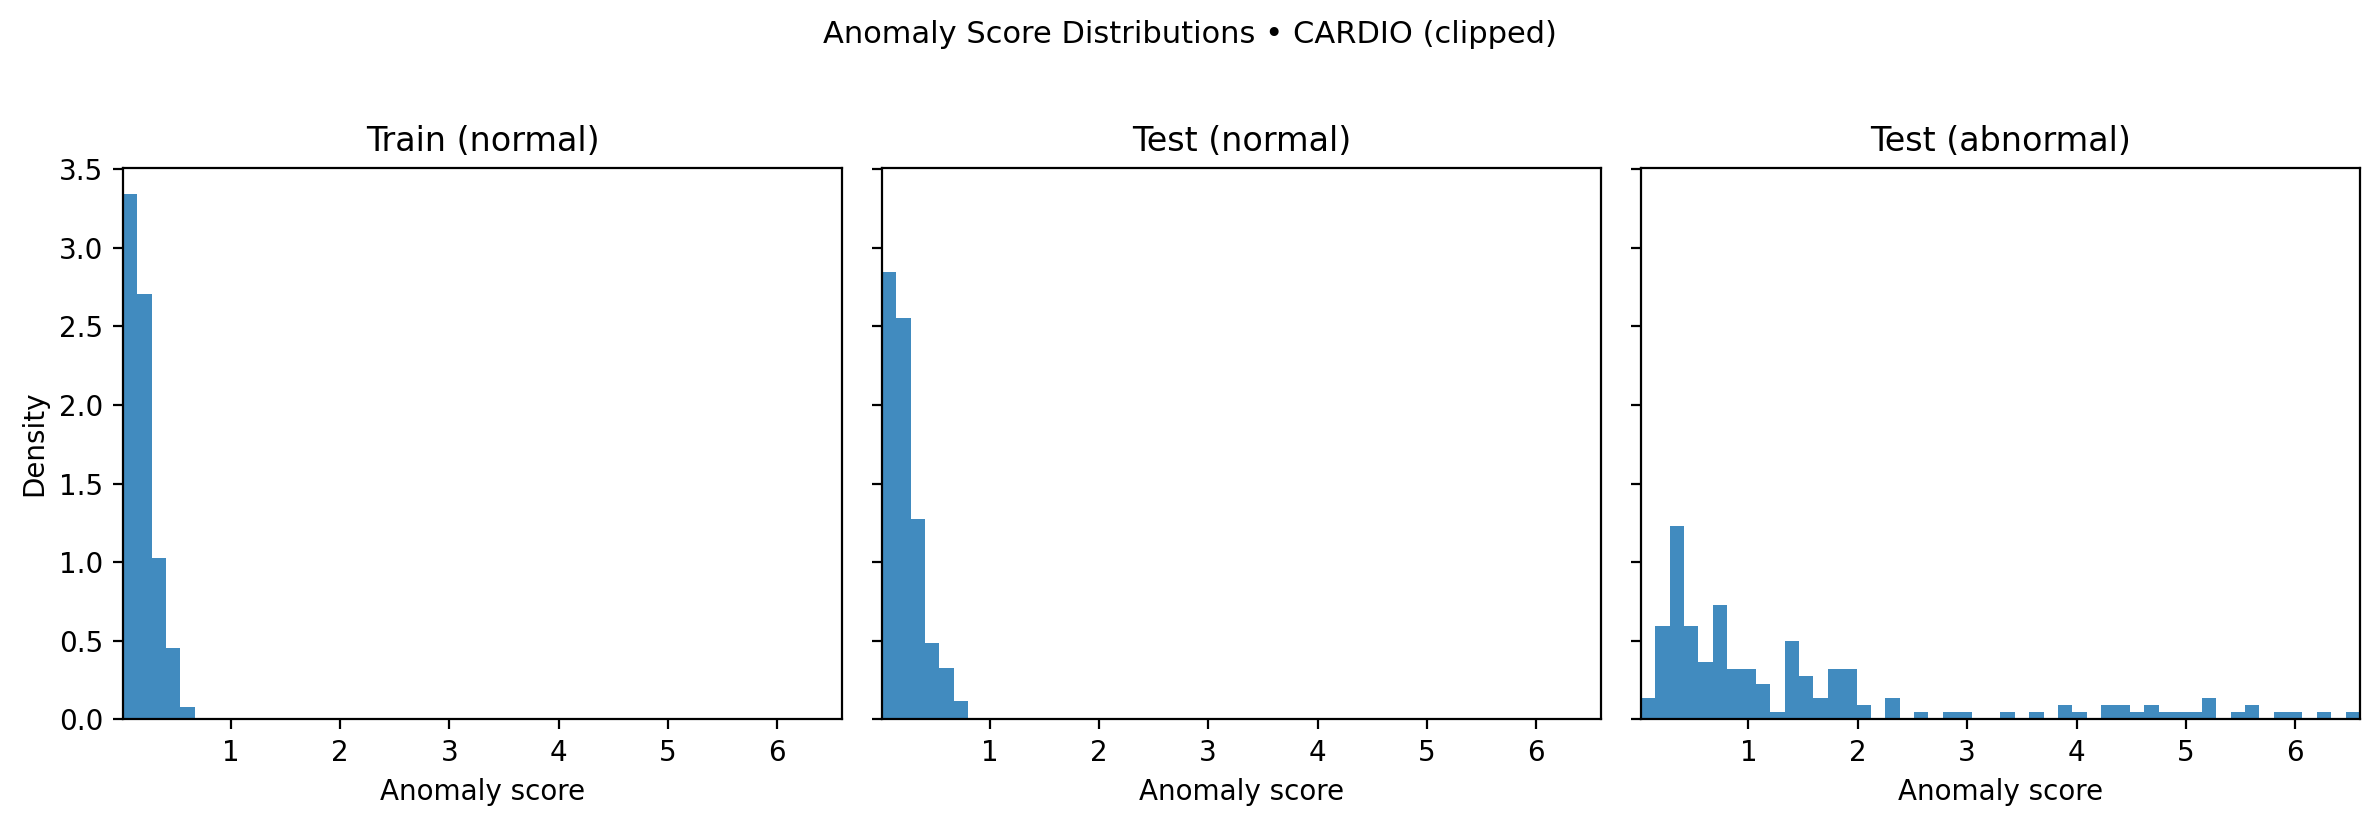 Anomaly Score Distributions • CARDIO (clipped)
Train (normal)
Test (normal)
Test (abnormal)
Density
3.5
3.0
2.5
2.0
1.5
1.0
0.5
0.0
1 2 3 4 5 6
1 2 3 4 5 6
1 2 3 4 5 6
Anomaly score
Anomaly score
Anomaly score